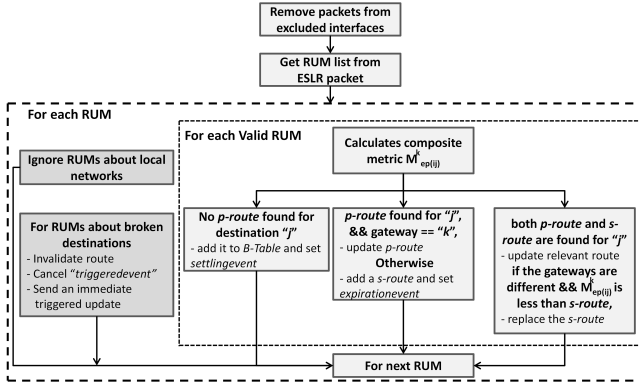 Remove packets from
excluded interfaces
Get RUM list from
ESLR packet
For each RUM
For each Valid RUM
Calculates composite
metric M^k_ep(ij)
Ignore RUMs about local
networks
For RUMs about broken
destinations
- Invalidate route
- Cancel "triggeredevent"
- Send an immediate
triggered update
No p-route found for
destination "j"
- add it to B-Table and set
settlingevent
p-route found for "j",
&& gateway == "k",
- update p-route
Otherwise
- add a s-route and set
expirationevent
both p-route and s-
route are found for "j"
- update relevant route
if the gateways are
different && M^k_ep(ij) is
less than s-route,
- replace the s-route
For next RUM